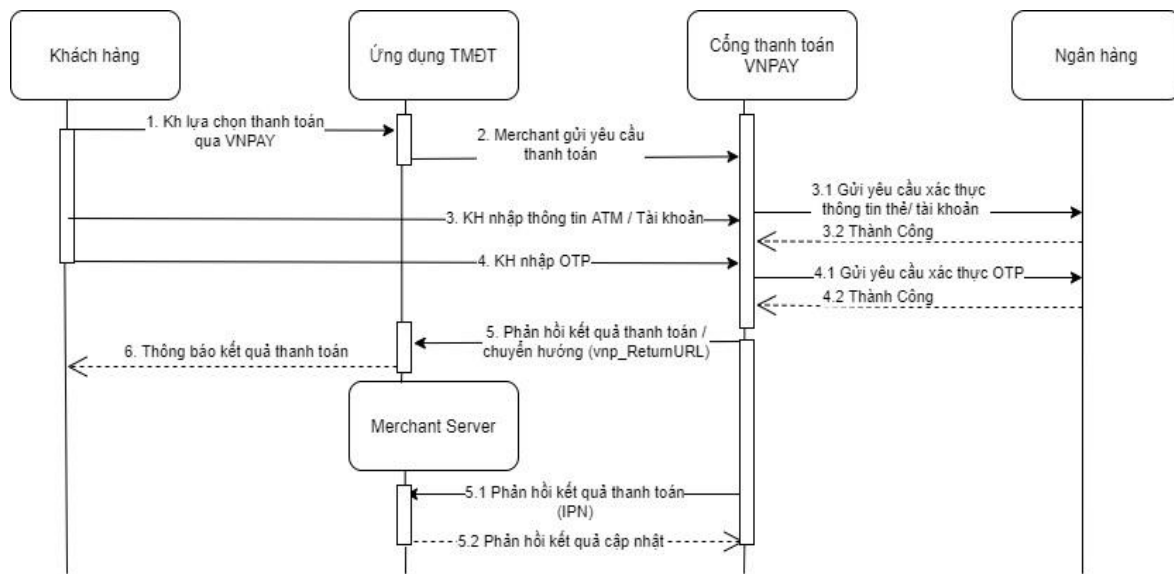 Khách hàng
Ứng dụng TMĐT
Cổng thanh toán
VNPAY
Ngân hàng
1. Kh lựa chọn thanh toán
qua VNPAY
2. Merchant gửi yêu cầu
thanh toán
3.1 Gửi yêu cầu xác thực
thông tin thẻ/ tài khoản
3. KH nhập thông tin ATM / Tài khoản
3.2 Thành Công
4. KH nhập OTP
4.1 Gửi yêu cầu xác thực OTP
4.2 Thành Công
5. Phản hồi kết quả thanh toán /
chuyển hướng (vnp_ReturnURL)
6. Thông báo kết quả thanh toán
Merchant Server
5.1 Phản hồi kết quả thanh toán
(IPN)
5.2 Phản hồi kết quả cập nhật